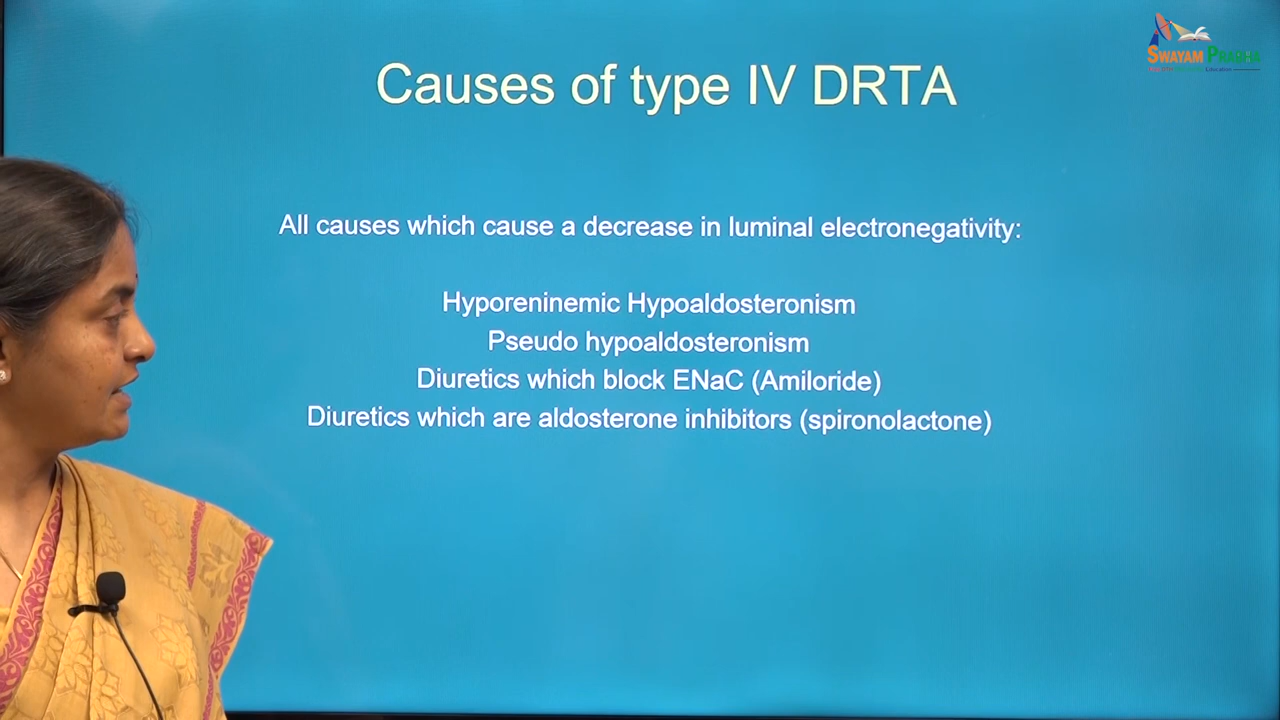 SWAYAM PRABHA
Causes of type IV DRTA
All causes which cause a decrease in luminal electronegativity:
Hyporeninemic Hypoaldosteronism
Pseudo hypoaldosteronism
Diuretics which block ENaC (Amiloride)
Diuretics which are aldosterone inhibitors (spironolactone)